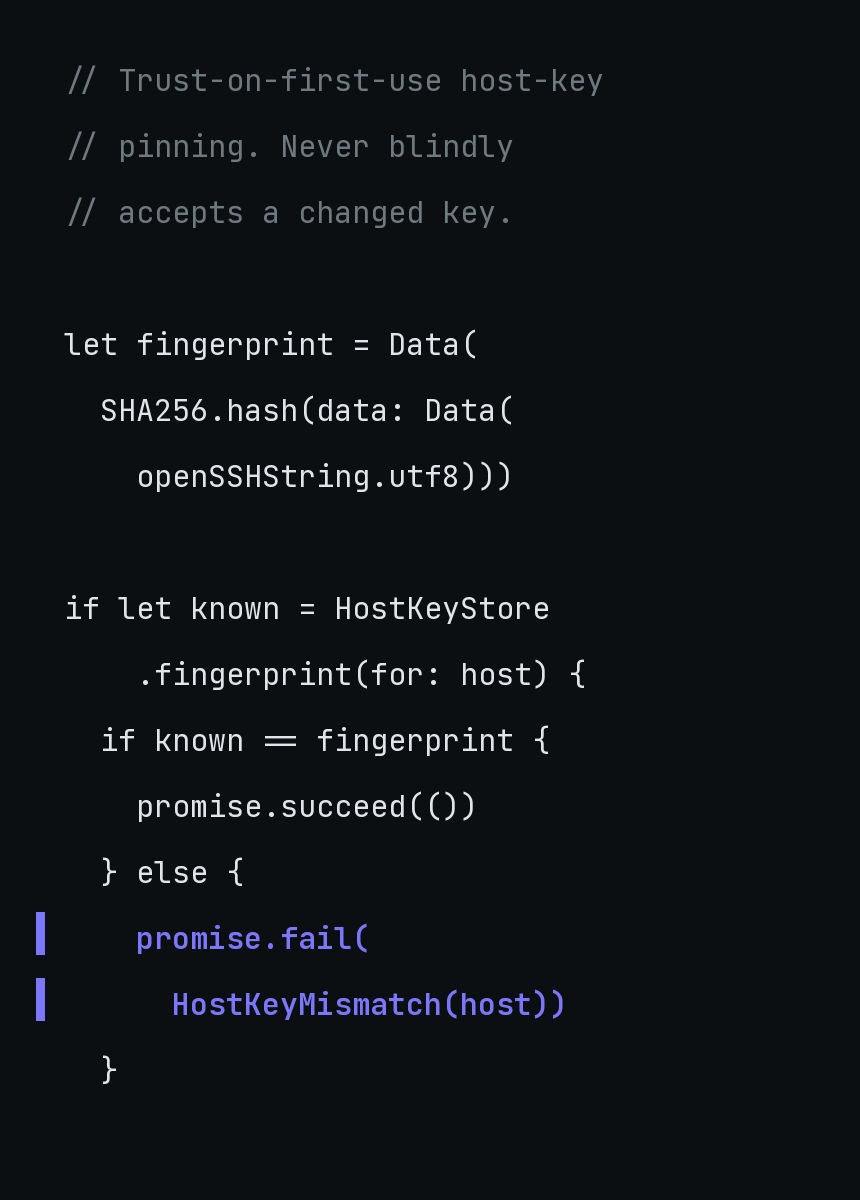 // Trust-on-first-use host-key
// pinning. Never blindly
// accepts a changed key.
let fingerprint = Data(
  SHA256.hash(data: Data(
    openSSHString.utf8)))
if let known = HostKeyStore
    .fingerprint(for: host) {
  if known == fingerprint {
    promise.succeed(())
  } else {
    promise.fail(
      HostKeyMismatch(host))
  }